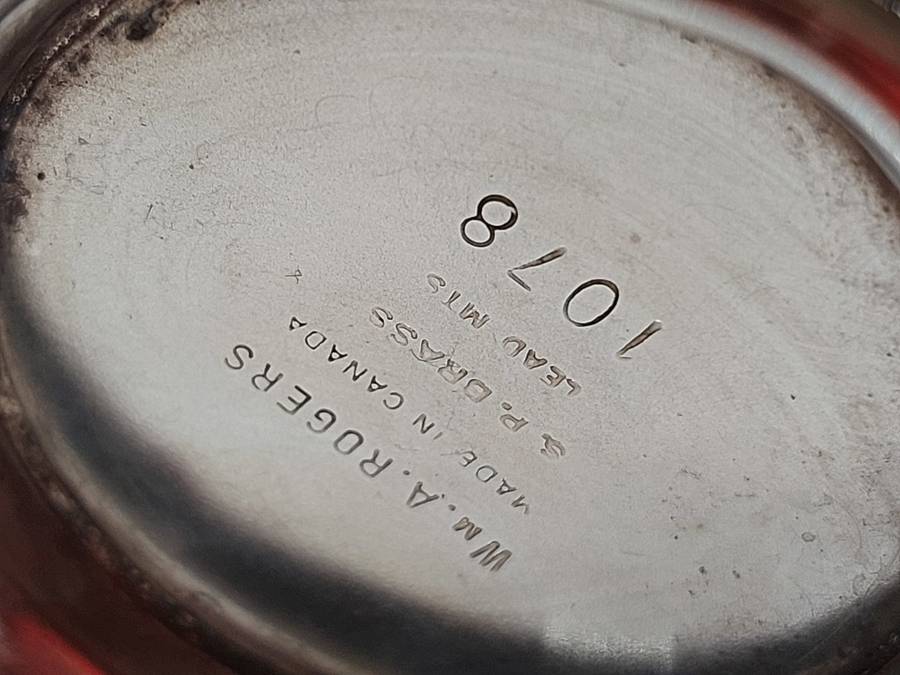 Wm. A. ROGERS
MADE IN CANADA
S. P. BRASS
LEAD MTS
1078